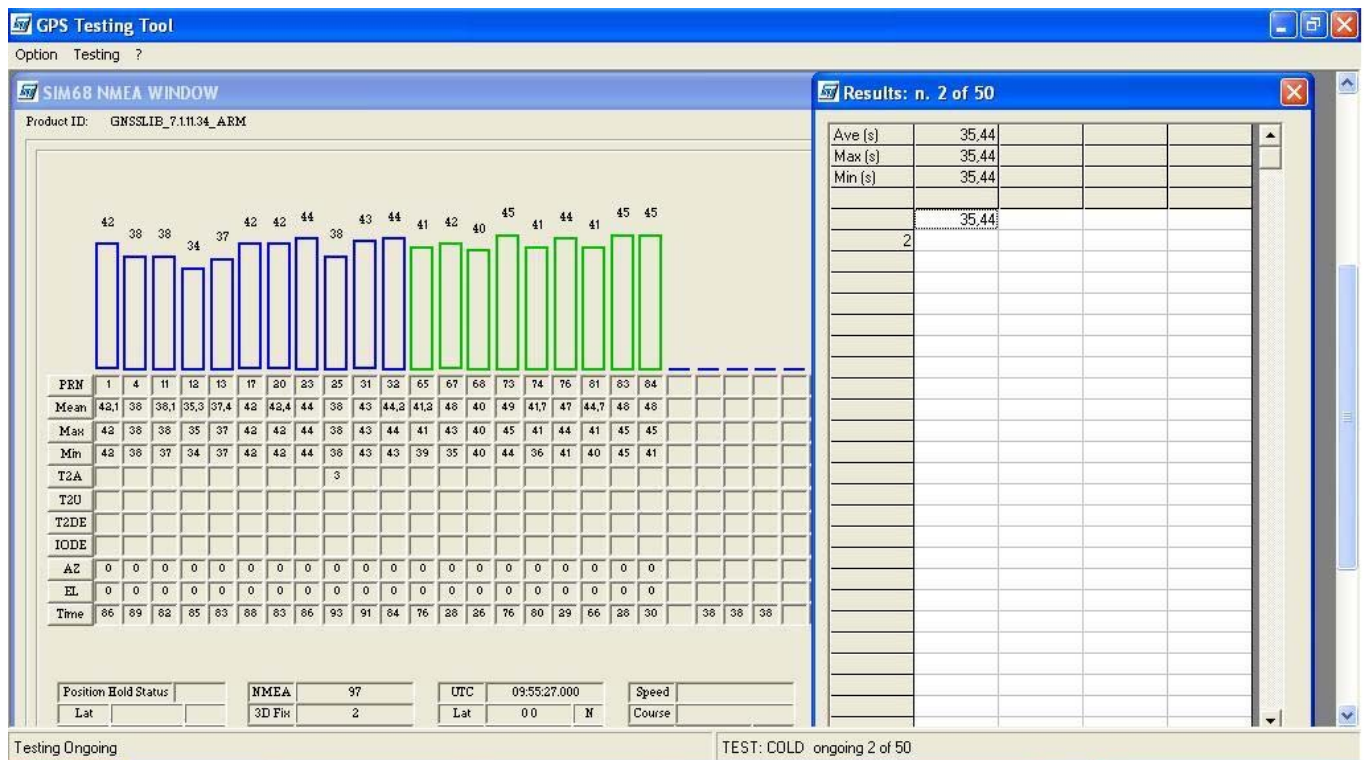 GPS Testing Tool
Option Testing ?
SIM68 NMEA WINDOW
Product ID: GNSSLIB_7.1.11.34_ARM
42 38 38 34 37 42 42 44 38 43 44 41 42 40 45 41 44 41 45 45
PRN 1 4 11 12 13 17 20 23 25 31 32 65 67 68 73 74 76 81 83 84
Mean 42,1 38 38,1 35,3 37,4 42 42,4 44 38 43 44,2 41,2 48 40 49 41,7 47 44,7 48 48
Max 42 38 38 35 37 42 42 44 38 43 44 41 43 40 45 41 44 41 45 45
Min 42 38 37 34 37 42 42 44 38 43 43 39 35 40 44 36 41 40 45 41
T2A 3
T2U
T2DE
IODE
AZ 0 0 0 0 0 0 0 0 0 0 0 0 0 0 0 0 0 0 0 0
EL 0 0 0 0 0 0 0 0 0 0 0 0 0 0 0 0 0 0 0 0
Time 86 89 82 85 83 88 83 86 93 91 84 76 28 26 76 80 29 66 28 30 38 38 38
Position Hold Status NMEA 97 UTC 09:55:27.000 Speed
Lat 3D Fix 2 Lat 0 0 N Course
Results: n. 2 of 50
Ave (s) 35,44
Max (s) 35,44
Min (s) 35,44
35,44
2
Testing Ongoing
TEST: COLD ongoing 2 of 50